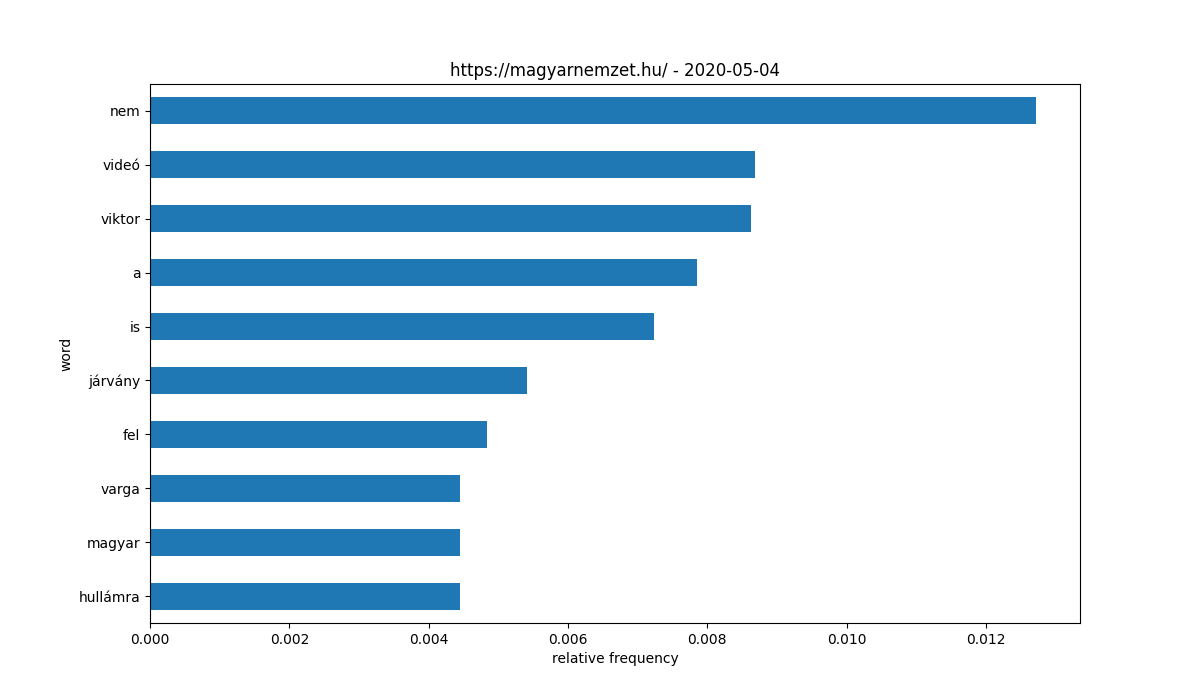 https://magyarnemzet.hu/ - 2020-05-04
nem
videó
viktor
a
is
járvány
fel
varga
magyar
hullámra
word
0.000 0.002 0.004 0.006 0.008 0.010 0.012
relative frequency